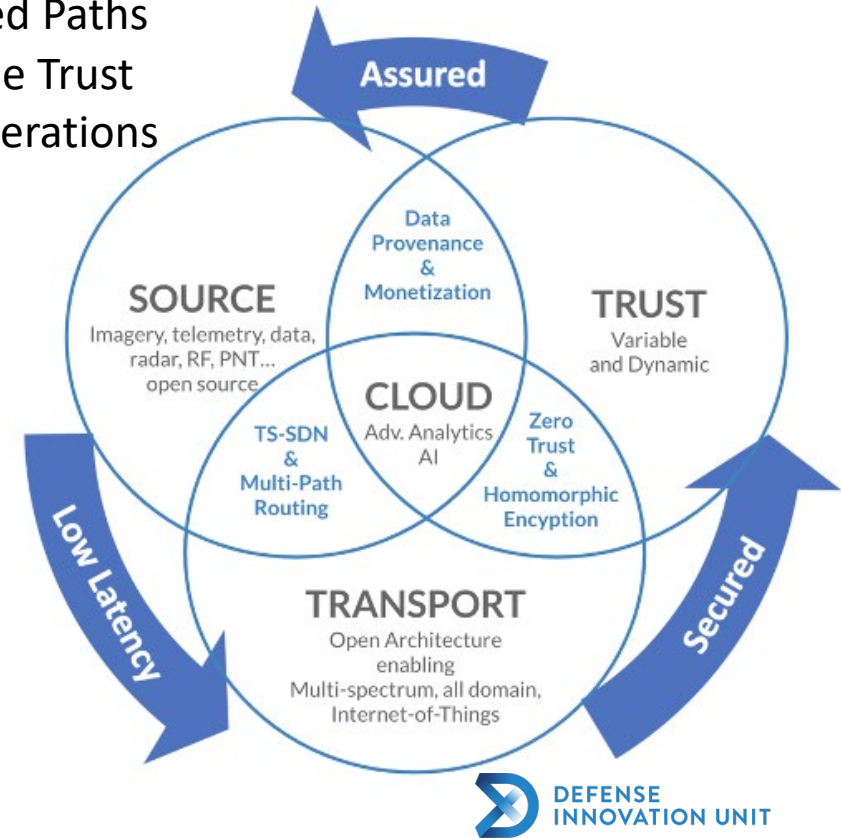 ed Paths
e Trust
erations
Assured
Data
Provenance
&
Monetization
SOURCE
Imagery, telemetry, data,
radar, RF, PNT...
open source
TRUST
Variable
and Dynamic
CLOUD
Adv. Analytics
AI
TS-SDN
&
Multi-Path
Routing
Zero
Trust
&
Homomorphic
Encyption
Low Latency
Secured
TRANSPORT
Open Architecture
enabling
Multi-spectrum, all domain,
Internet-of-Things
DEFENSE
INNOVATION UNIT